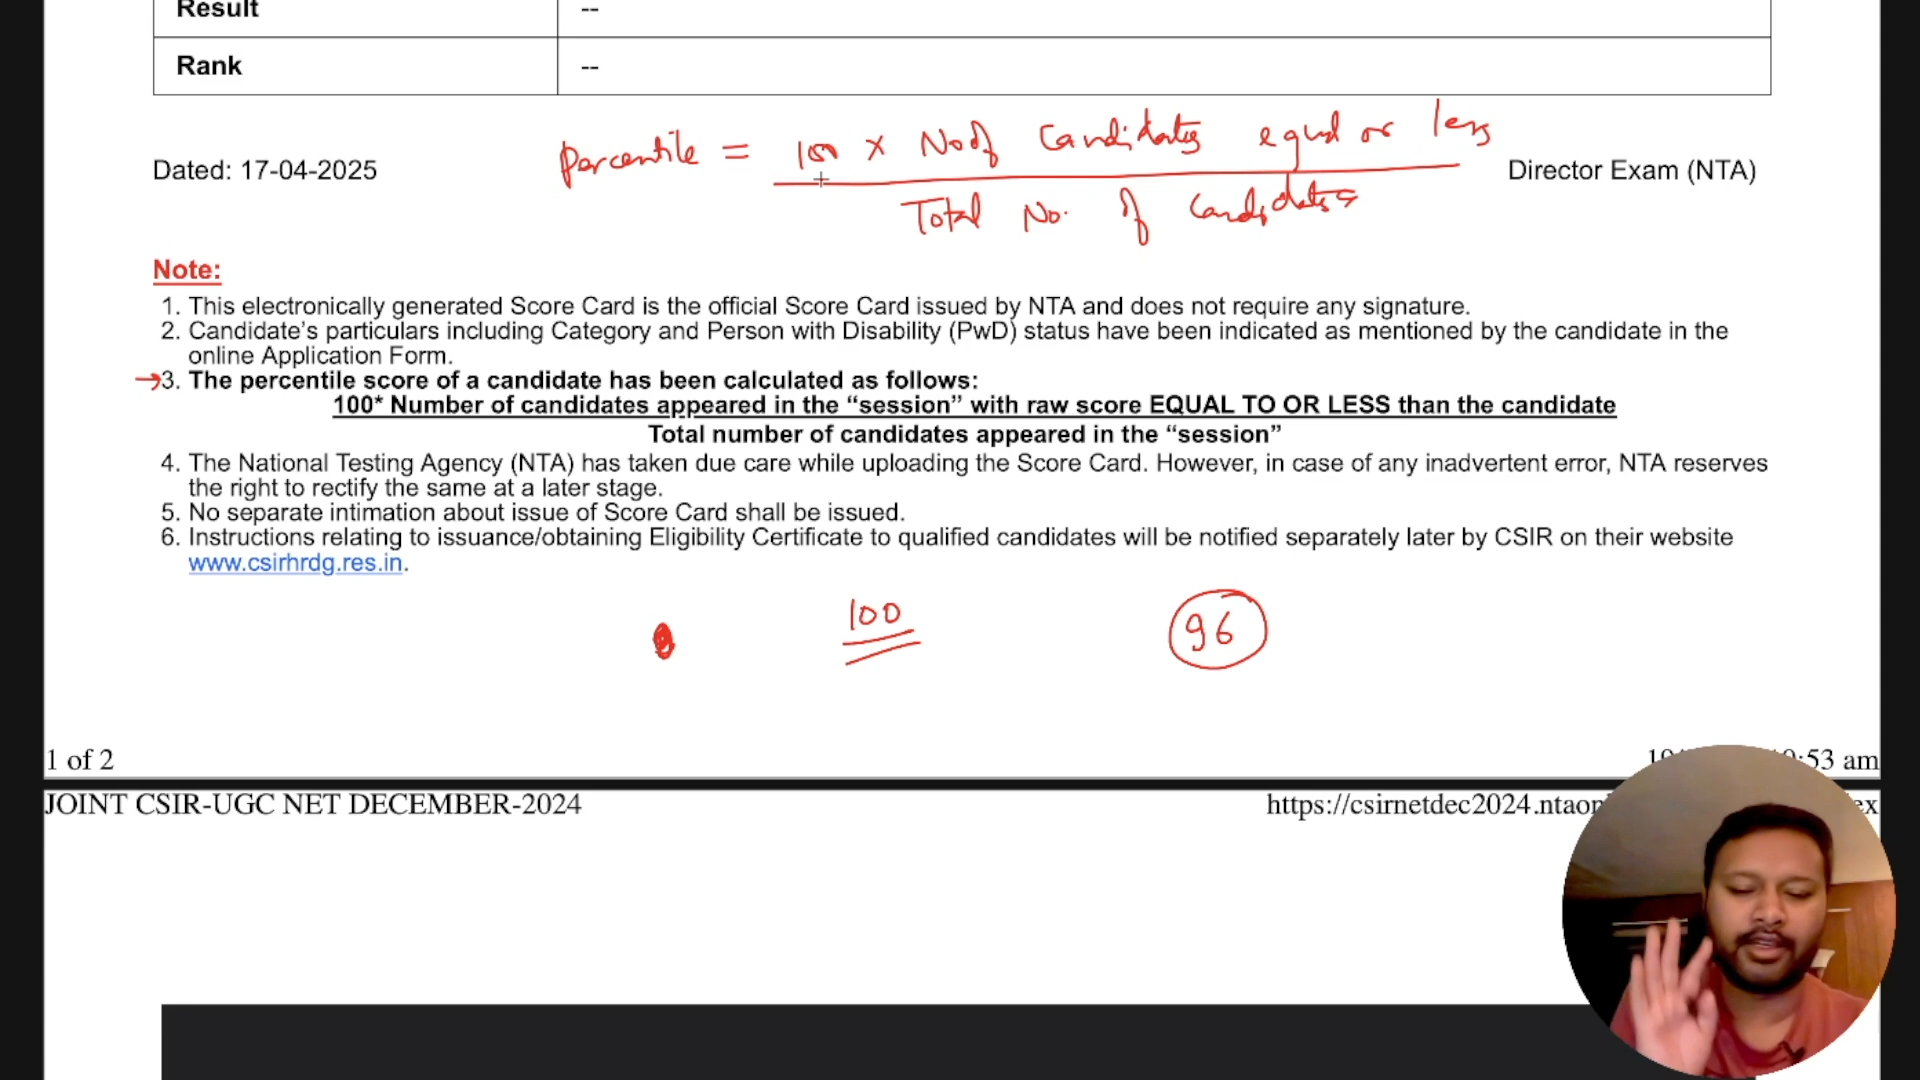 Result --
Rank --
Percentile = 100 x No of Candidates equal or less
Dated: 17-04-2025
Director Exam (NTA)
Total No. of Candidates
Note:
1. This electronically generated Score Card is the official Score Card issued by NTA and does not require any signature.
2. Candidate's particulars including Category and Person with Disability (PwD) status have been indicated as mentioned by the candidate in the
online Application Form.
→3. The percentile score of a candidate has been calculated as follows:
100* Number of candidates appeared in the “session” with raw score EQUAL TO OR LESS than the candidate
Total number of candidates appeared in the “session”
4. The National Testing Agency (NTA) has taken due care while uploading the Score Card. However, in case of any inadvertent error, NTA reserves
the right to rectify the same at a later stage.
5. No separate intimation about issue of Score Card shall be issued.
6. Instructions relating to issuance/obtaining Eligibility Certificate to qualified candidates will be notified separately later by CSIR on their website
www.csirhrdg.res.in.
100 96
1 of 2 :53 am
JOINT CSIR-UGC NET DECEMBER-2024 https://csirnetdec2024.ntaon